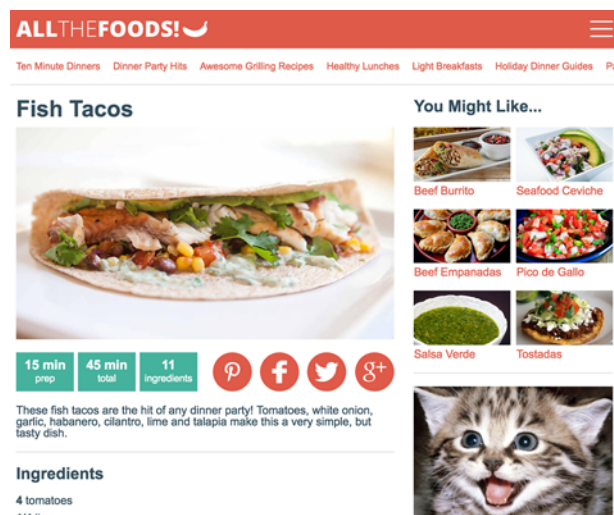 ALLTHEFOODS!
Ten Minute Dinners Dinner Party Hits Awesome Grilling Recipes Healthy Lunches Light Breakfasts Holiday Dinner Guides
Fish Tacos
15 min
prep
45 min
total
11
ingredients
g+
These fish tacos are the hit of any dinner party! Tomatoes, white onion,
garlic, habanero, cilantro, lime and talapia make this a very simple, but
tasty dish.
Ingredients
4 tomatoes
You Might Like...
Beef Burrito Seafood Ceviche
Beef Empanadas Pico de Gallo
Salsa Verde Tostadas